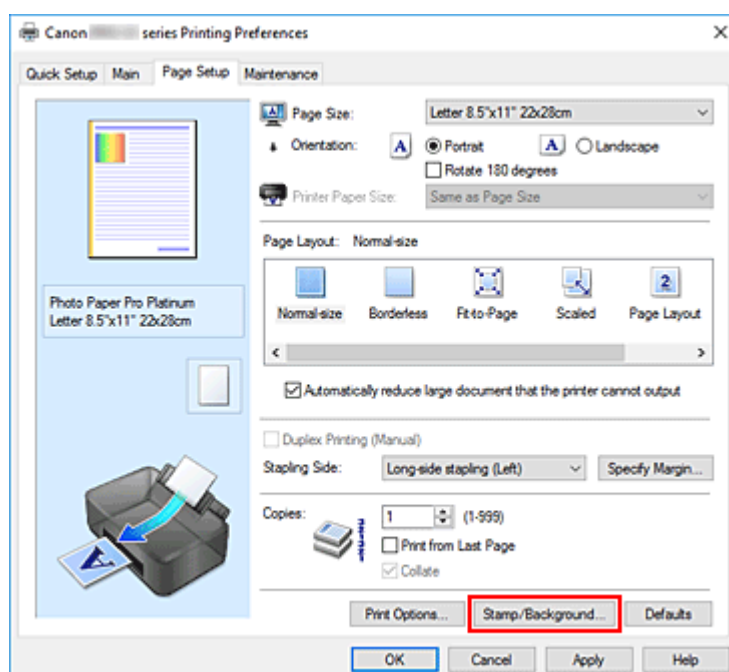 Canon series Printing Preferences
Quick Setup Main Page Setup Maintenance
Page Size: Letter 8.5"x11" 22x28cm
Orientation: A Portrait A Landscape
Rotate 180 degrees
Printer Paper Size: Same as Page Size
Page Layout: Normal-size
2
Normal-size Borderless Fit-to-Page Scaled Page Layout
Photo Paper Pro Platinum
Letter 8.5"x11" 22x28cm
Automatically reduce large document that the printer cannot output
Duplex Printing (Manual)
Stapling Side: Long-side stapling (Left) Specify Margin...
Copies: 1 (1-999)
Print from Last Page
Collate
A
Print Options... Stamp/Background... Defaults
OK Cancel Apply Help